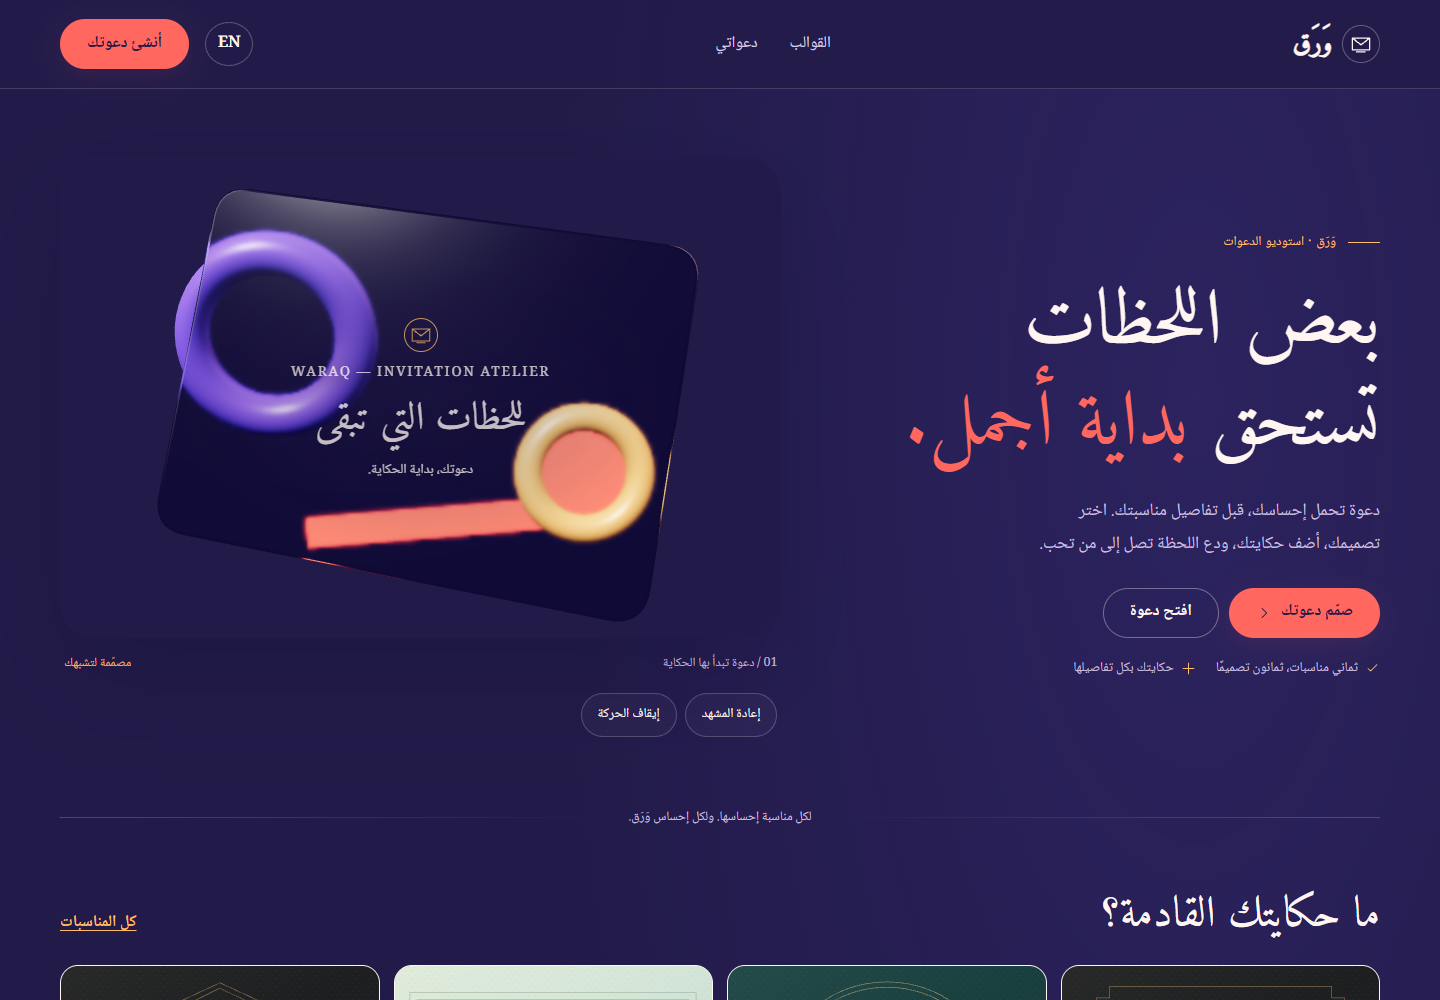 وَرَق
القوالب
دعواتي
EN
أنشئ دعوتك
وَرَق · استوديو الدعوات
بعض اللحظات
تستحق بداية أجمل.
دعوة تحمل إحساسك، قبل تفاصيل مناسبتك. اختر
تصميمك، أضف حكايتك، ودع اللحظة تصل إلى من تحب.
صمّم دعوتك
افتح دعوة
ثماني مناسبات، ثمانون تصميمًا
حكايتك بكل تفاصيلها
WARAQ — INVITATION ATELIER
للحظات التي تبقى
دعوتك، بداية الحكاية.
01 / دعوة تبدأ بها الحكاية
مصمّمة لتشبهك
إعادة المشهد
إيقاف الحركة
لكل مناسبة إحساسها. ولكل إحساس وَرَق.
ما حكايتك القادمة؟
كل المناسبات